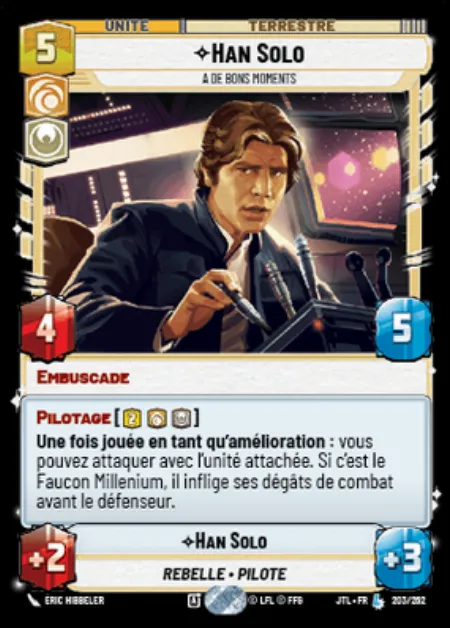 5
UNITÉ
TERRESTRE
HAN SOLO
A DE BONS MOMENTS
4
5
EMBUSCADE
PILOTAGE [2]
Une fois jouée en tant qu'amélioration : vous
pouvez attaquer avec l'unité attachée. Si c'est le
Faucon Millenium, il inflige ses dégâts de combat
avant le défenseur.
+2
HAN SOLO
+3
REBELLE • PILOTE
ERIC HIBBELER
A
© LFL © FFG
JTL • FR
203/262